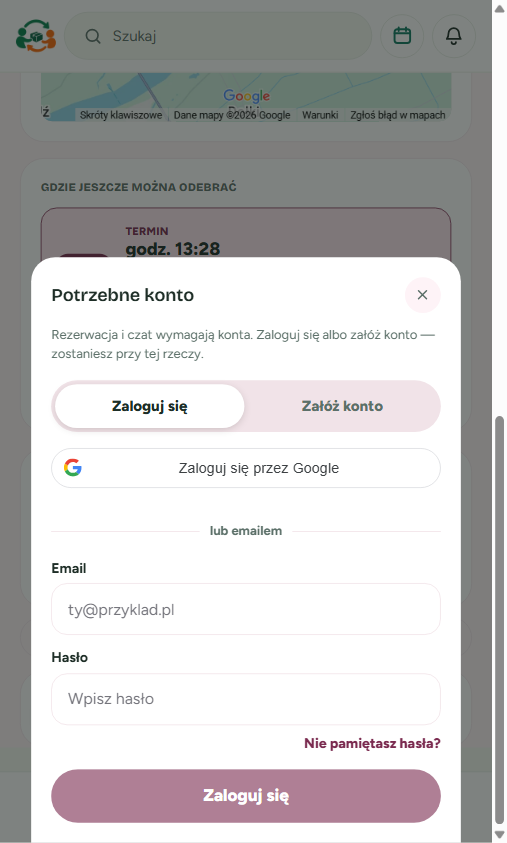 Szukaj
Google
Skróty klawiszowe
Dane mapy ©2026 Google
Warunki
Zgłoś błąd w mapach
GDZIE JESZCZE MOŻNA ODEBRAĆ
TERMIN
godz. 13:28
Potrzebne konto
Rezerwacja i czat wymagają konta. Zaloguj się albo załóż konto —
zostaniesz przy tej rzeczy.
Zaloguj się
Załóż konto
Zaloguj się przez Google
lub emailem
Email
ty@przyklad.pl
Hasło
Wpisz hasło
Nie pamiętasz hasła?
Zaloguj się